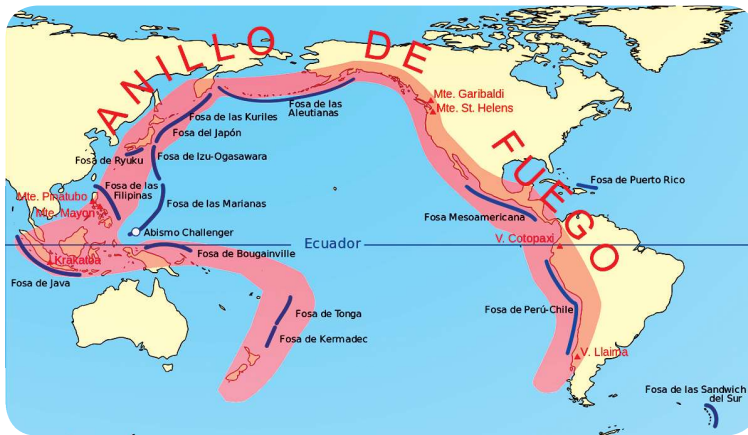 ANILLO DE FUEGO
Mte. Garibaldi
Mte. St. Helens
Fosa de las
Aleutianas
Fosa de las Kuriles
Fosa del Japón
Fosa de Izu-Ogasawara
Fosa de Ryuku
Fosa de las
Filipinas
Mte. Pinatubo
Mte. Mayon
Fosa de las Marianas
Abismo Challenger
Fosa de Puerto Rico
Fosa Mesoamericana
V. Cotopaxi
Ecuador
Fosa de Bougainville
Krakatoa
Fosa de Java
Fosa de Tonga
Fosa de Kermadec
Fosa de Perú-Chile
V. Llaima
Fosa de las Sandwich
del Sur